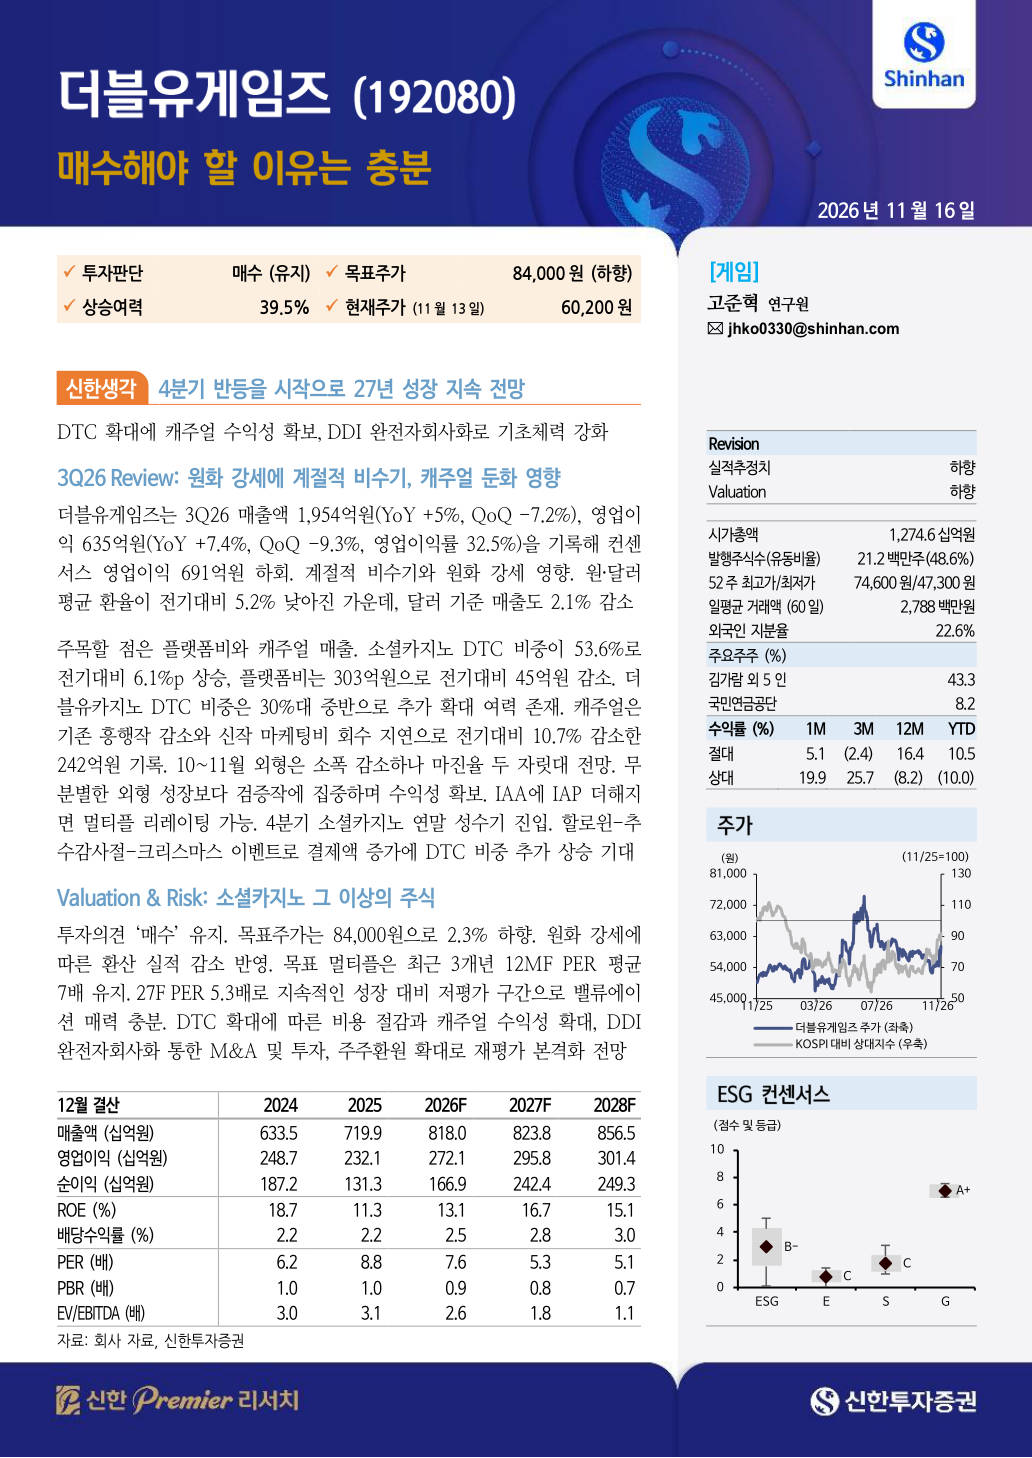 더블유게임즈 (192080)
매수해야 할 이유는 충분
Shinhan
2026년 11월 16일
✓ 투자판단 매수 (유지) ✓ 목표주가 84,000원 (하향)
✓ 상승여력 39.5% ✓ 현재주가 (11월 13일) 60,200원
신한생각 4분기 반등을 시작으로 27년 성장 지속 전망
DTC 확대에 캐주얼 수익성 확보, DDI 완전자회사화로 기초체력 강화
3Q26 Review: 원화 강세에 계절적 비수기, 캐주얼 둔화 영향
더블유게임즈는 3Q26 매출액 1,954억원(YoY +5%, QoQ -7.2%), 영업이
익 635억원(YoY +7.4%, QoQ -9.3%, 영업이익률 32.5%)을 기록해 컨센
서스 영업이익 691억원 하회. 계절적 비수기와 원화 강세 영향. 원·달러
평균 환율이 전기대비 5.2% 낮아진 가운데, 달러 기준 매출도 2.1% 감소
주목할 점은 플랫폼비와 캐주얼 매출. 소셜카지노 DTC 비중이 53.6%로
전기대비 6.1%p 상승, 플랫폼비는 303억원으로 전기대비 45억원 감소. 더
블유카지노 DTC 비중은 30%대 중반으로 추가 확대 여력 존재. 캐주얼은
기존 흥행작 감소와 신작 마케팅비 회수 지연으로 전기대비 10.7% 감소한
242억원 기록. 10~11월 외형은 소폭 감소하나 마진율 두 자릿대 전망. 무
분별한 외형 성장보다 검증작에 집중하며 수익성 확보. IAA에 IAP 더해지
면 멀티플 리레이팅 가능. 4분기 소셜카지노 연말 성수기 진입. 할로윈-추
수감사절-크리스마스 이벤트로 결제액 증가에 DTC 비중 추가 상승 기대
Valuation & Risk: 소셜카지노 그 이상의 주식
투자의견 ‘매수’ 유지. 목표주가는 84,000원으로 2.3% 하향. 원화 강세에
따른 환산 실적 감소 반영. 목표 멀티플은 최근 3개년 12MF PER 평균
7배 유지. 27F PER 5.3배로 지속적인 성장 대비 저평가 구간으로 밸류에이
션 매력 충분. DTC 확대에 따른 비용 절감과 캐주얼 수익성 확대, DDI
완전자회사화 통한 M&A 및 투자, 주주환원 확대로 재평가 본격화 전망
12월 결산 2024 2025 2026F 2027F 2028F
매출액 (십억원) 633.5 719.9 818.0 823.8 856.5
영업이익 (십억원) 248.7 232.1 272.1 295.8 301.4
순이익 (십억원) 187.2 131.3 166.9 242.4 249.3
ROE (%) 18.7 11.3 13.1 16.7 15.1
배당수익률 (%) 2.2 2.2 2.5 2.8 3.0
PER (배) 6.2 8.8 7.6 5.3 5.1
PBR (배) 1.0 1.0 0.9 0.8 0.7
EV/EBITDA (배) 3.0 3.1 2.6 1.8 1.1
자료: 회사 자료, 신한투자증권
[게임]
고준혁 연구원
✉ jhko0330@shinhan.com
Revision
실적추정치 하향
Valuation 하향
시가총액 1,274.6 십억원
발행주식수(유동비율) 21.2 백만주(48.6%)
52 주 최고가/최저가 74,600 원/47,300 원
일평균 거래액 (60 일) 2,788 백만원
외국인 지분율 22.6%
주요주주 (%)
김가람 외 5 인 43.3
국민연금공단 8.2
수익률 (%) 1M 3M 12M YTD
절대 5.1 (2.4) 16.4 10.5
상대 19.9 25.7 (8.2) (10.0)
주가
(원) (11/25=100)
81,000 130
72,000 110
63,000 90
54,000 70
45,000 50
11/25 03/26 07/26 11/26
더블유게임즈 주가 (좌축)
KOSPI 대비 상대지수 (우축)
ESG 컨센서스
(점수 및 등급)
10
8
6 A+
4
B-
2 C C
0
ESG E S G
신한 Premier 리서치
신한투자증권